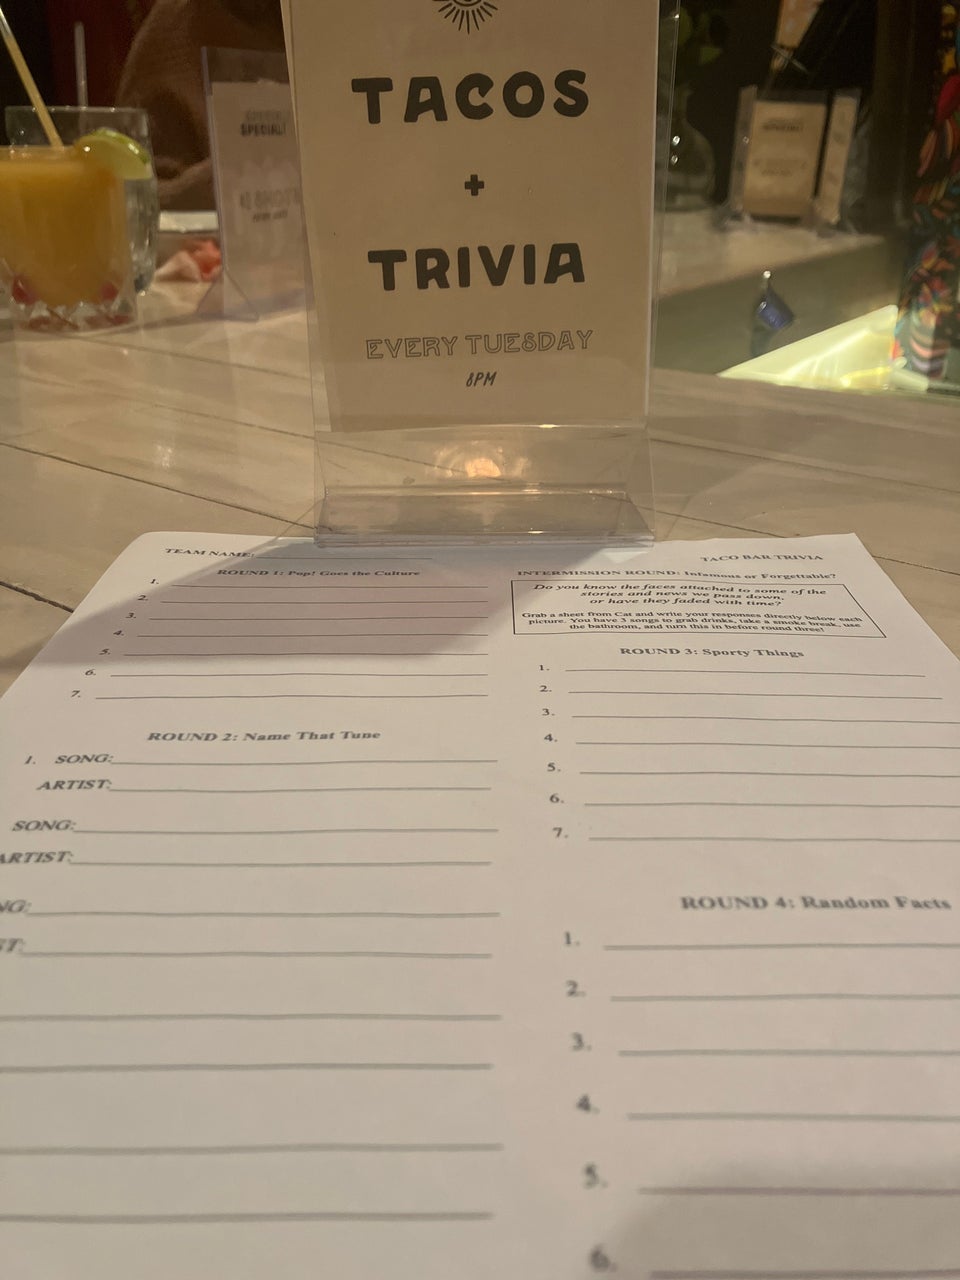 TACOS
+
TRIVIA
EVERY TUESDAY
8PM
SPECIAL!
SPECIAL!
TEAM NAME:
ROUND 1: Pop! Goes the Culture
1.
2.
3.
4.
5.
6.
7.
ROUND 2: Name That Tune
1. SONG:
ARTIST:
SONG:
ARTIST:
NG:
ST:
TACO BAR TRIVIA
INTERMISSION ROUND: Infamous or Forgettable?
Do you know the faces attached to some of the
stories and news we pass down,
or have they faded with time?
Grab a sheet from Cat and write your responses directly below each
picture. You have 3 songs to grab drinks, take a smoke break, use
the bathroom, and turn this in before round three!
ROUND 3: Sporty Things
1.
2.
3.
4.
5.
6.
7.
ROUND 4: Random Facts
1.
2.
3.
4.
5.
6.